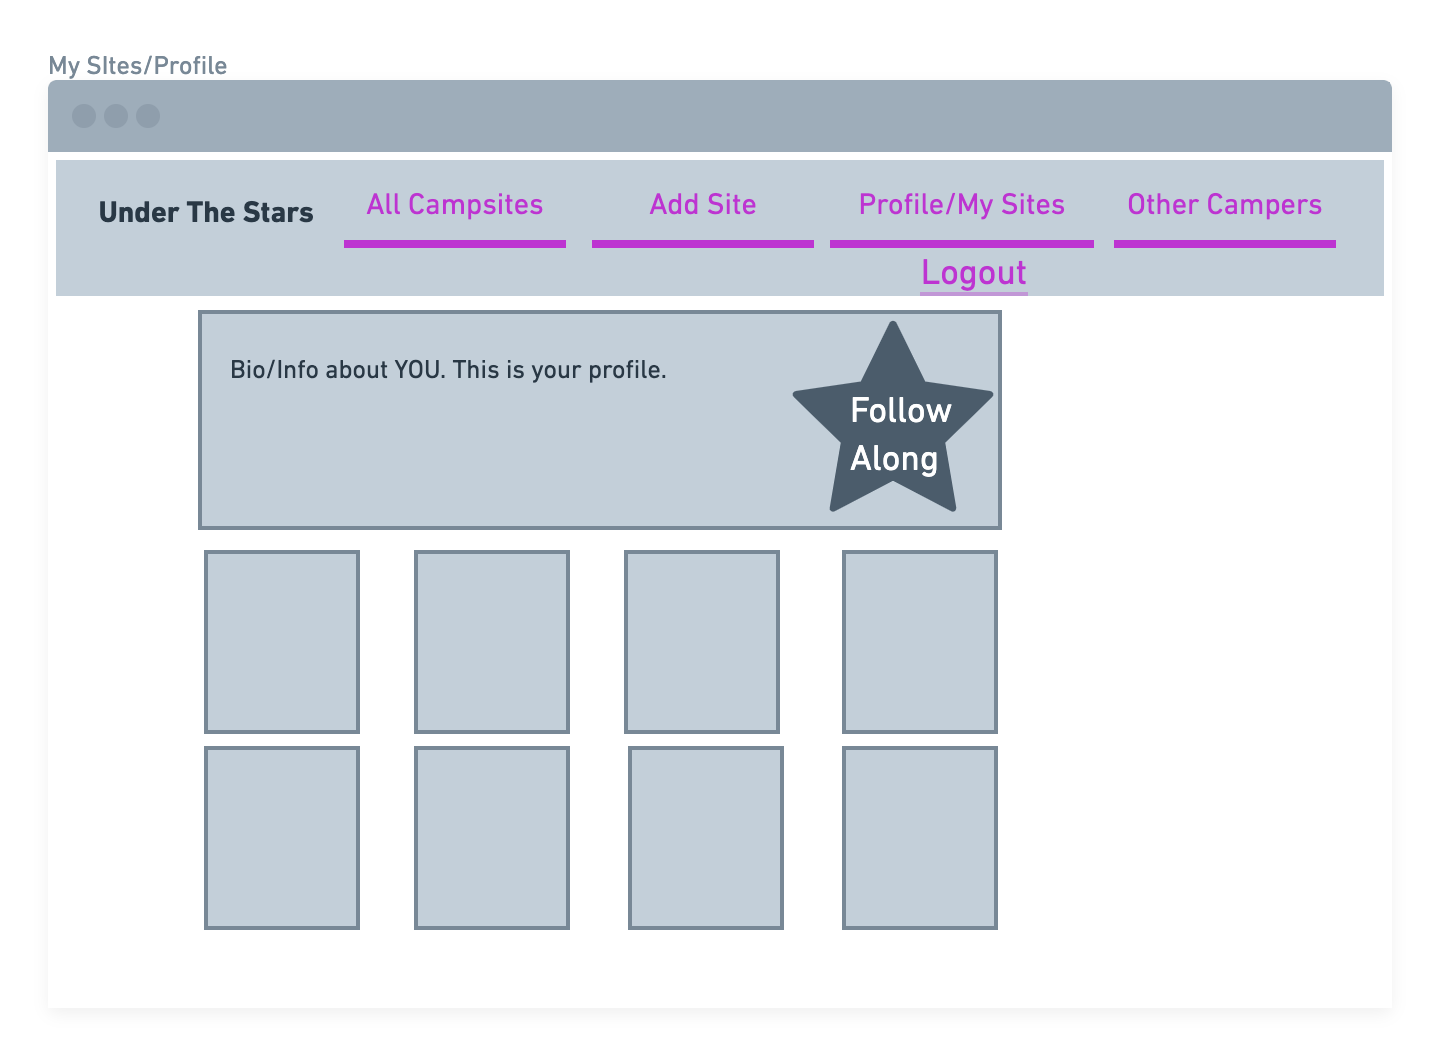 My SItes/Profile
Under The Stars
All Campsites
Add Site
Profile/My Sites
Other Campers
Logout
Bio/Info about YOU. This is your profile.
Follow
Along